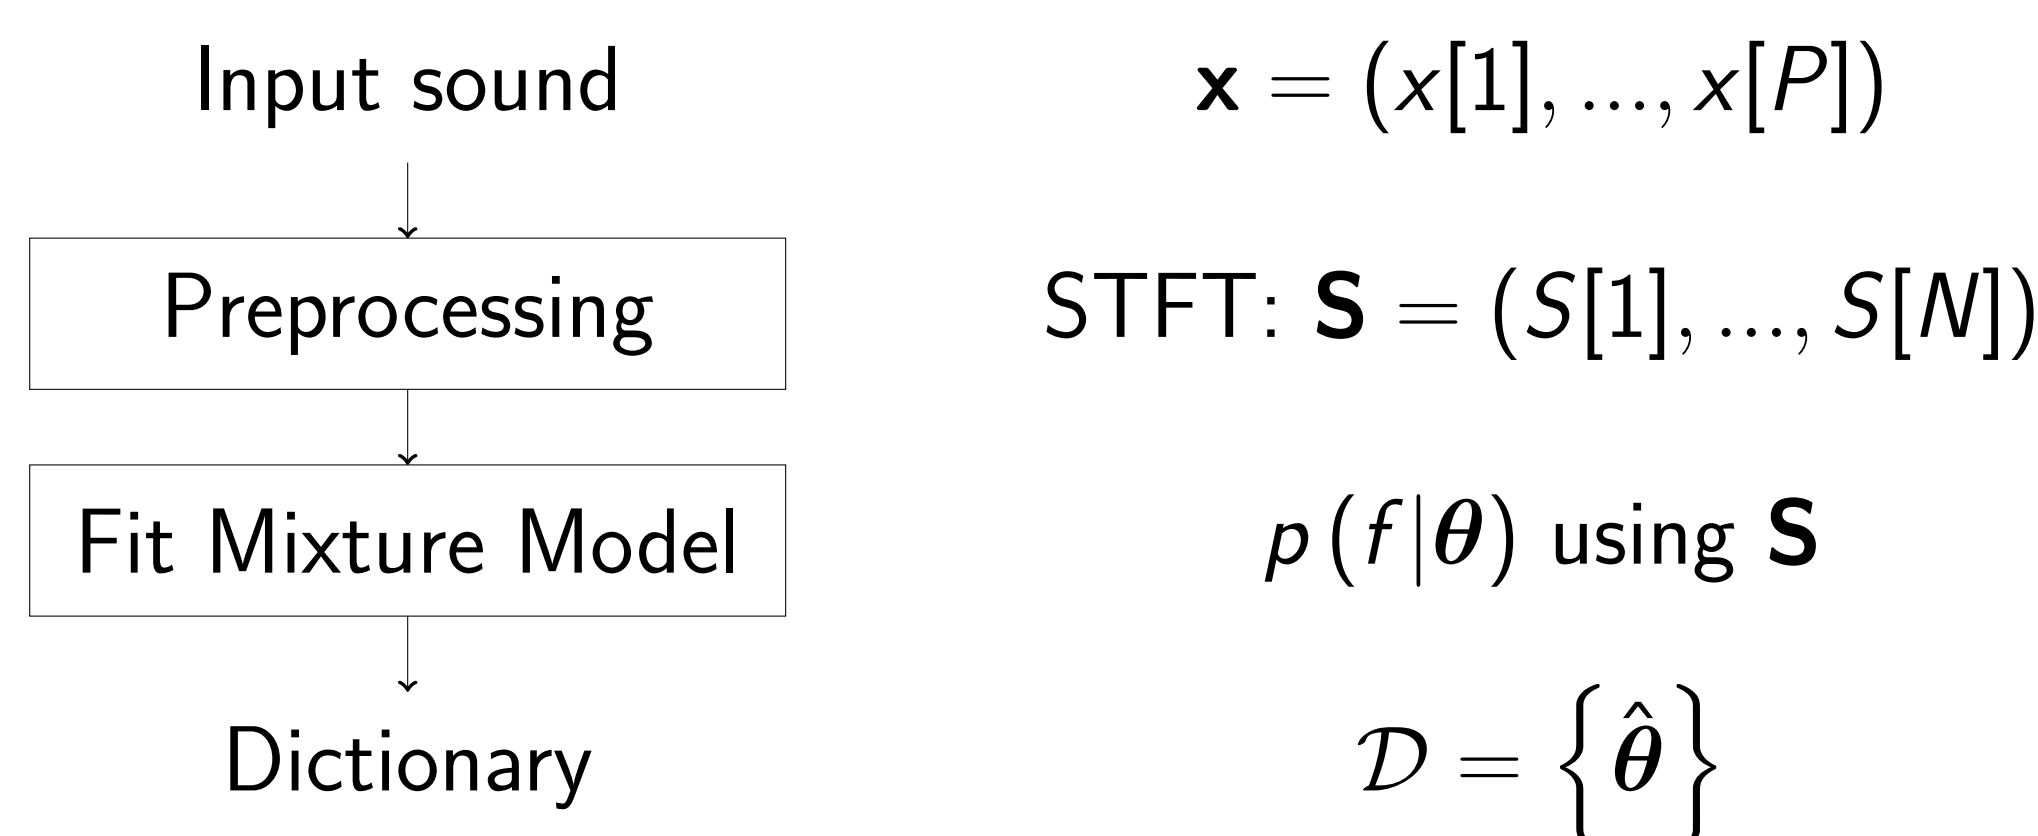 Input sound x = (x[1], ..., x[P])
Preprocessing STFT: S = (S[1], ..., S[N])
Fit Mixture Model p(f|θ) using S
Dictionary 𝒟 = {θ̂}